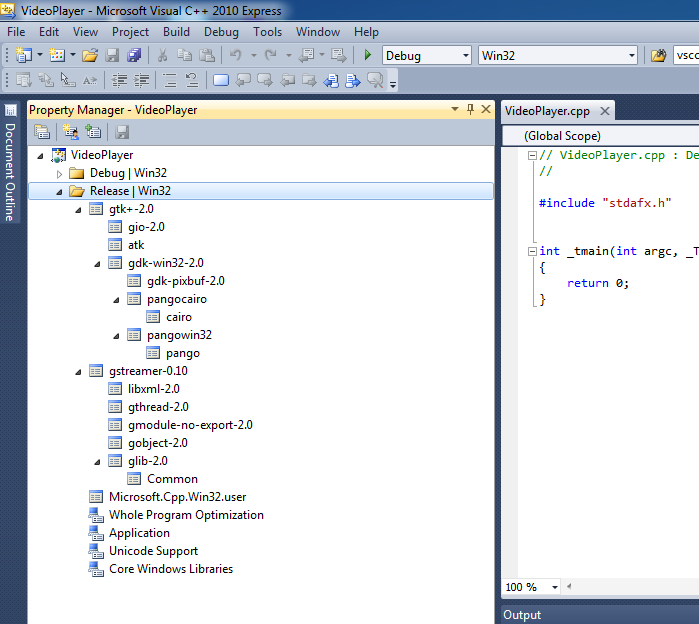 VideoPlayer - Microsoft Visual C++ 2010 Express
File Edit View Project Build Debug Tools Window Help
Debug Win32 vscc
Document Outline
Property Manager - VideoPlayer
VideoPlayer
Debug | Win32
Release | Win32
gtk+-2.0
gio-2.0
atk
gdk-win32-2.0
gdk-pixbuf-2.0
pangocairo
cairo
pangowin32
pango
gstreamer-0.10
libxml-2.0
gthread-2.0
gmodule-no-export-2.0
gobject-2.0
glib-2.0
Common
Microsoft.Cpp.Win32.user
Whole Program Optimization
Application
Unicode Support
Core Windows Libraries
VideoPlayer.cpp
(Global Scope)
// VideoPlayer.cpp : De
//
#include "stdafx.h"
int _tmain(int argc, _T
{
return 0;
}
100 %
Output